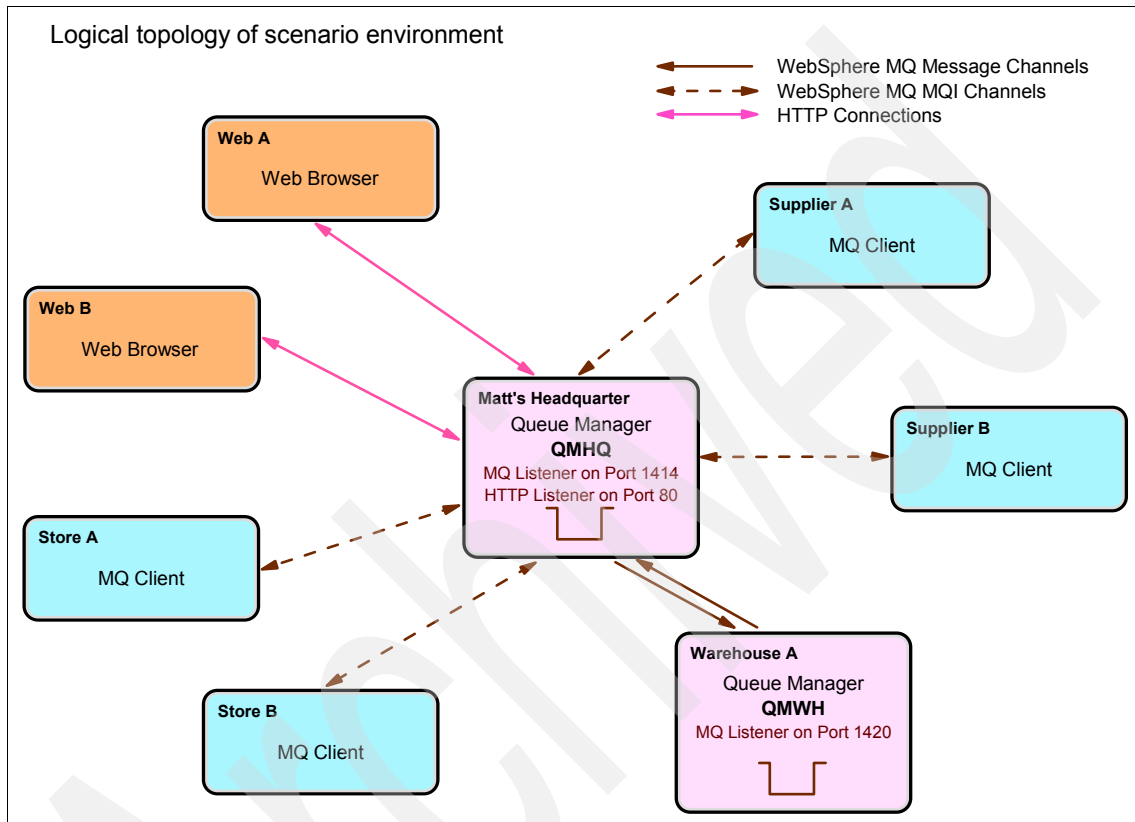 Logical topology of scenario environment
WebSphere MQ Message Channels
WebSphere MQ MQI Channels
HTTP Connections
Web A
Web Browser
Supplier A
MQ Client
Web B
Web Browser
Matt's Headquarter
Queue Manager
QMHQ
MQ Listener on Port 1414
HTTP Listener on Port 80
Supplier B
MQ Client
Store A
MQ Client
Warehouse A
Queue Manager
QMWH
MQ Listener on Port 1420
Store B
MQ Client
Archived